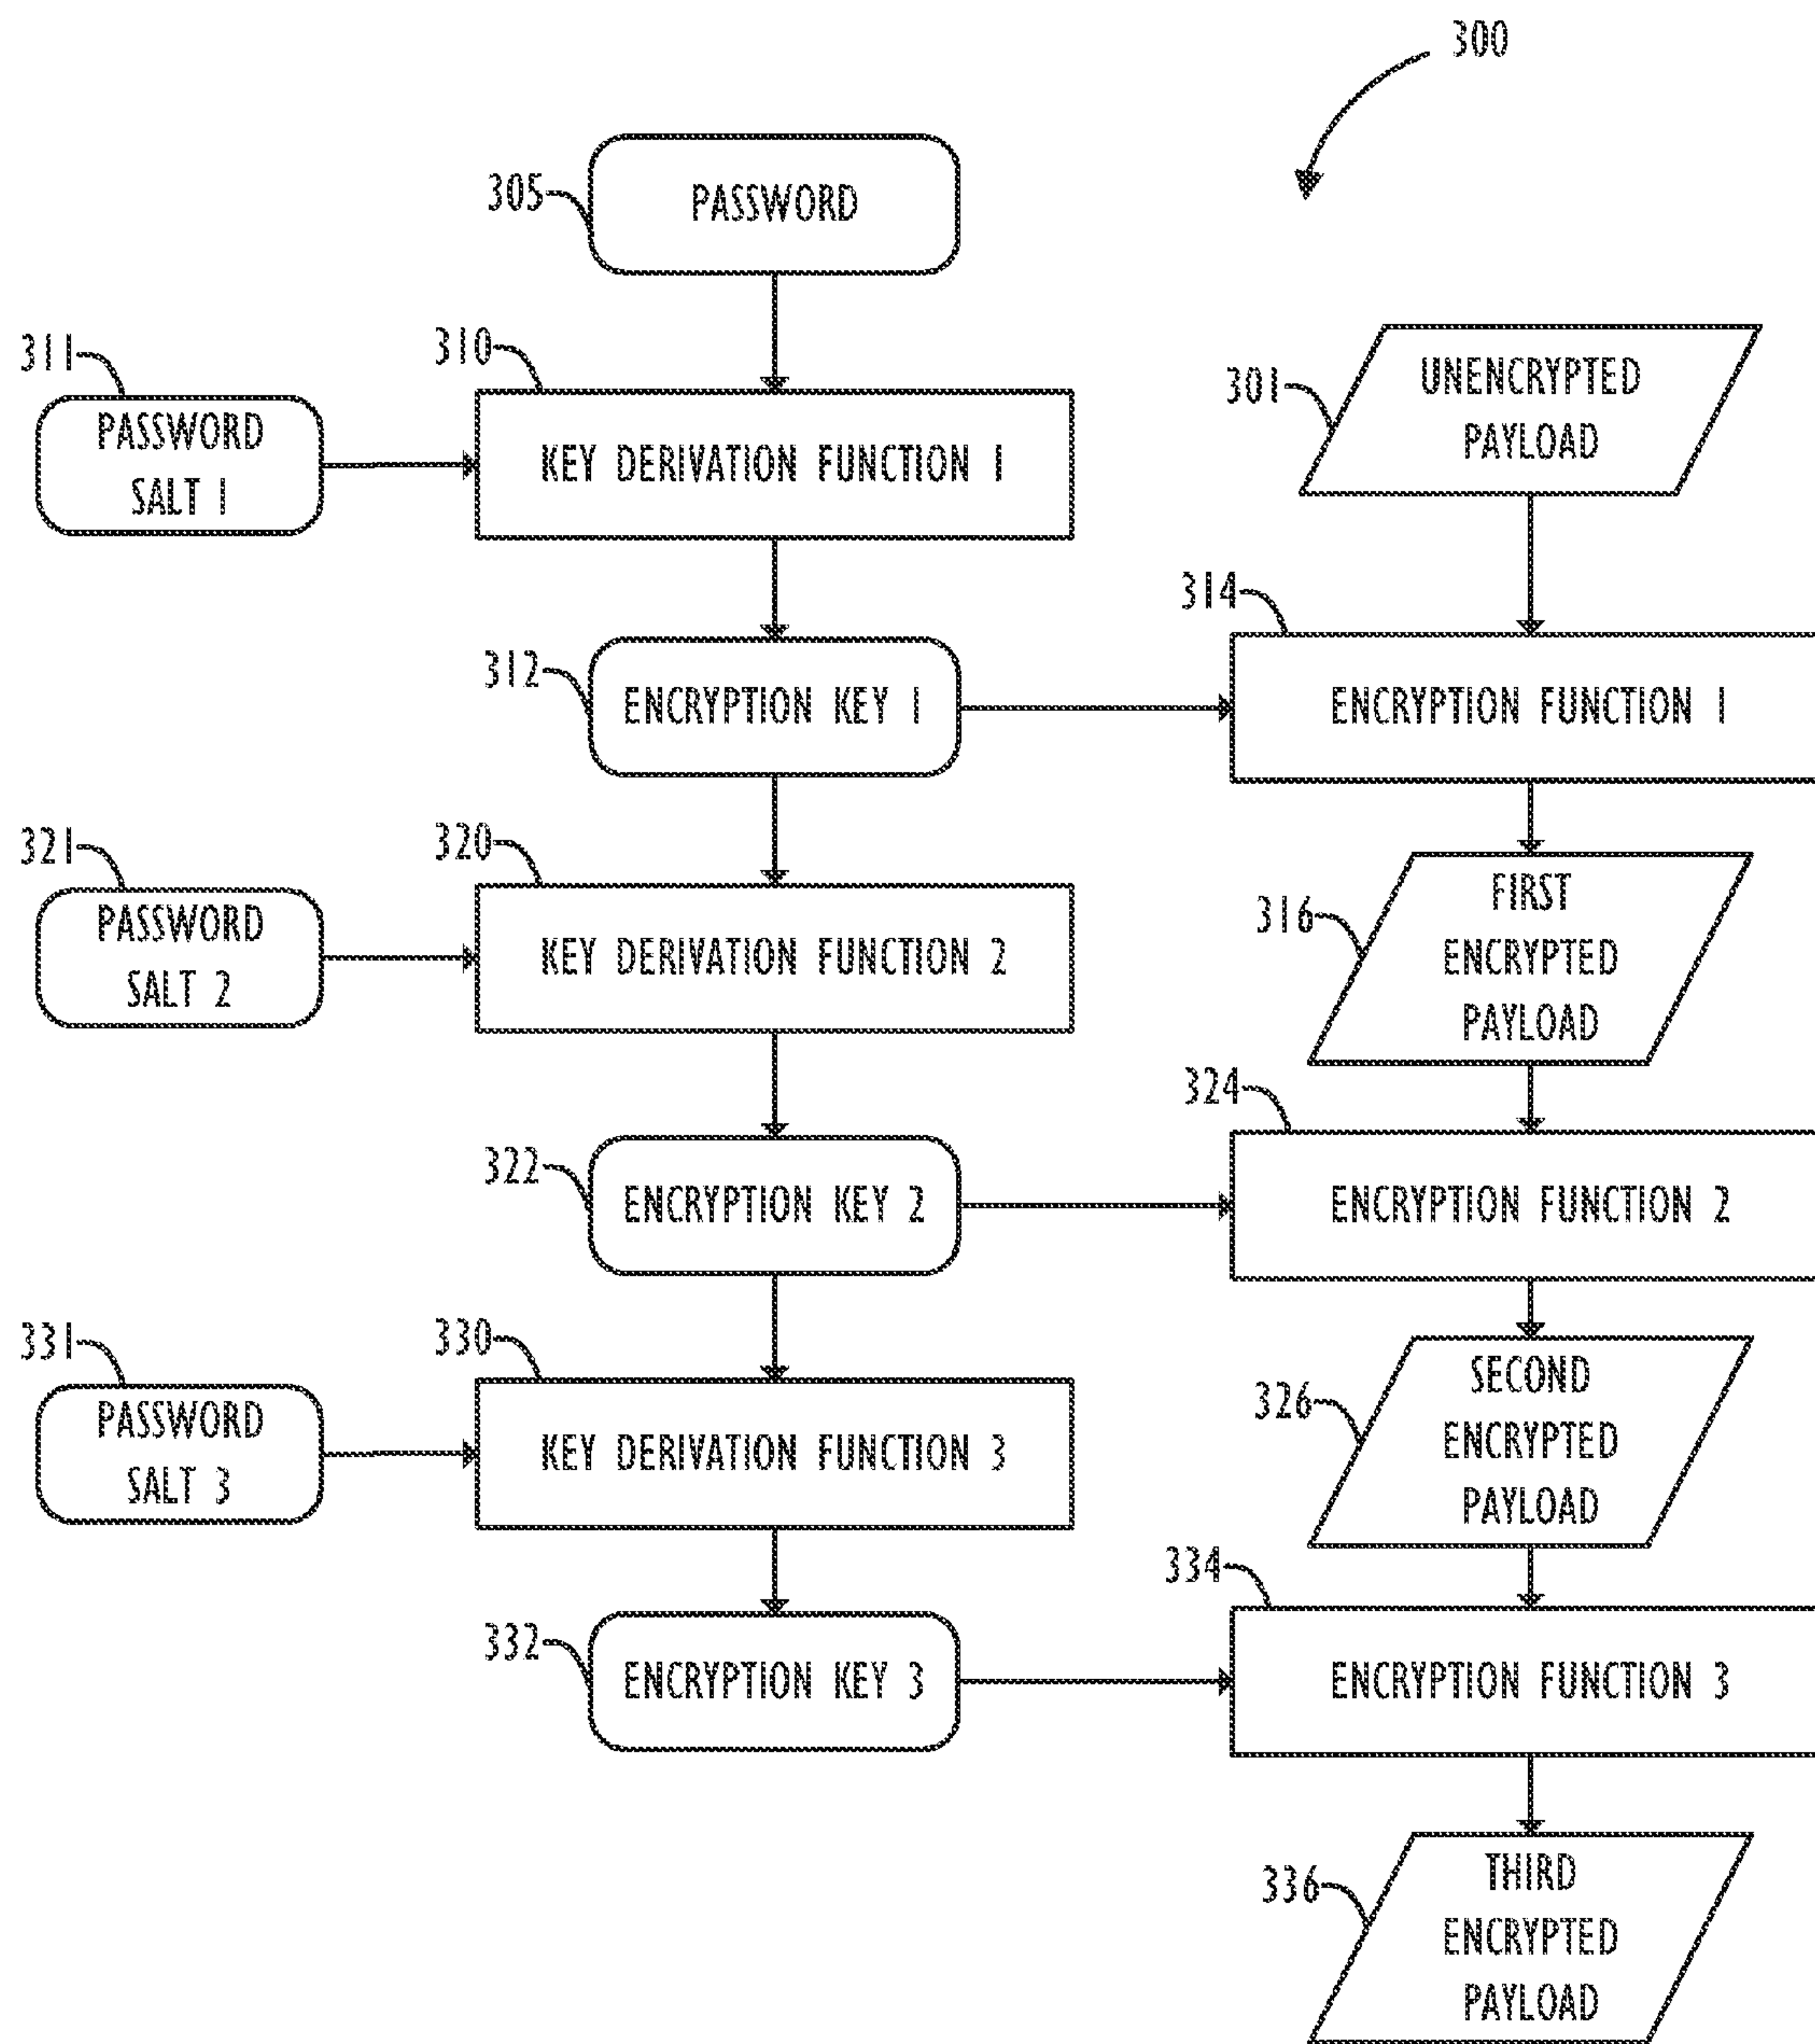 300
305
PASSWORD
311
310
301
UNENCRYPTED
PAYLOAD
PASSWORD
SALT 1
KEY DERIVATION FUNCTION 1
314
312
ENCRYPTION KEY 1
ENCRYPTION FUNCTION 1
321
320
316
FIRST
ENCRYPTED
PAYLOAD
PASSWORD
SALT 2
KEY DERIVATION FUNCTION 2
324
322
ENCRYPTION KEY 2
ENCRYPTION FUNCTION 2
331
330
326
SECOND
ENCRYPTED
PAYLOAD
PASSWORD
SALT 3
KEY DERIVATION FUNCTION 3
334
332
ENCRYPTION KEY 3
ENCRYPTION FUNCTION 3
336
THIRD
ENCRYPTED
PAYLOAD